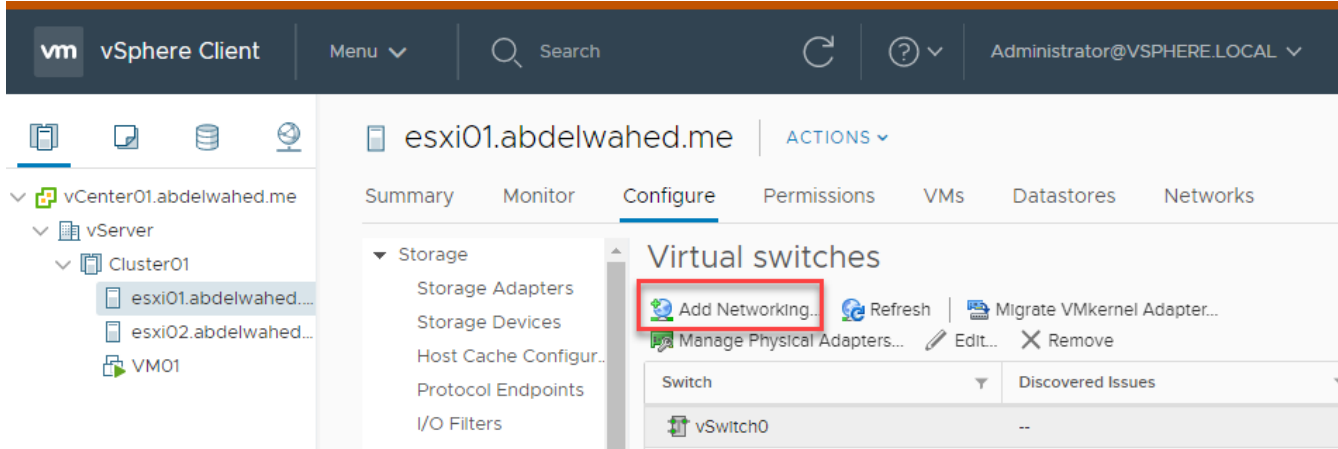 vm vSphere Client Menu Search Administrator@VSPHERE.LOCAL
esxi01.abdelwahed.me ACTIONS
Summary Monitor Configure Permissions VMs Datastores Networks
vCenter01.abdelwahed.me
vServer
Cluster01
esxi01.abdelwahed....
esxi02.abdelwahed...
VM01
Storage
Storage Adapters
Storage Devices
Host Cache Configur..
Protocol Endpoints
I/O Filters
Virtual switches
Add Networking... Refresh Migrate VMkernel Adapter...
Manage Physical Adapters... Edit... Remove
Switch Discovered Issues
vSwitch0 --